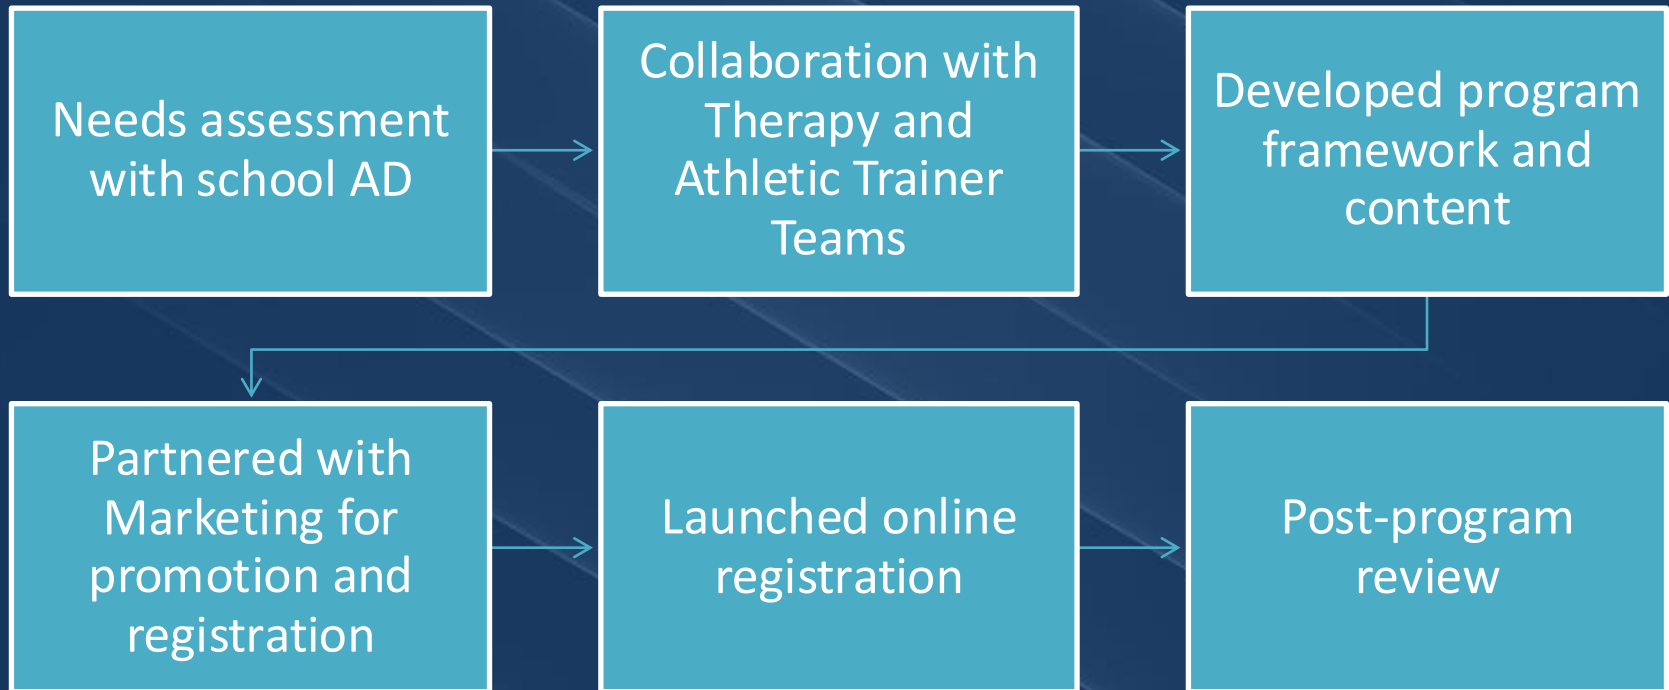 Needs assessment
with school AD
Collaboration with
Therapy and
Athletic Trainer
Teams
Developed program
framework and
content
Partnered with
Marketing for
promotion and
registration
Launched online
registration
Post-program
review